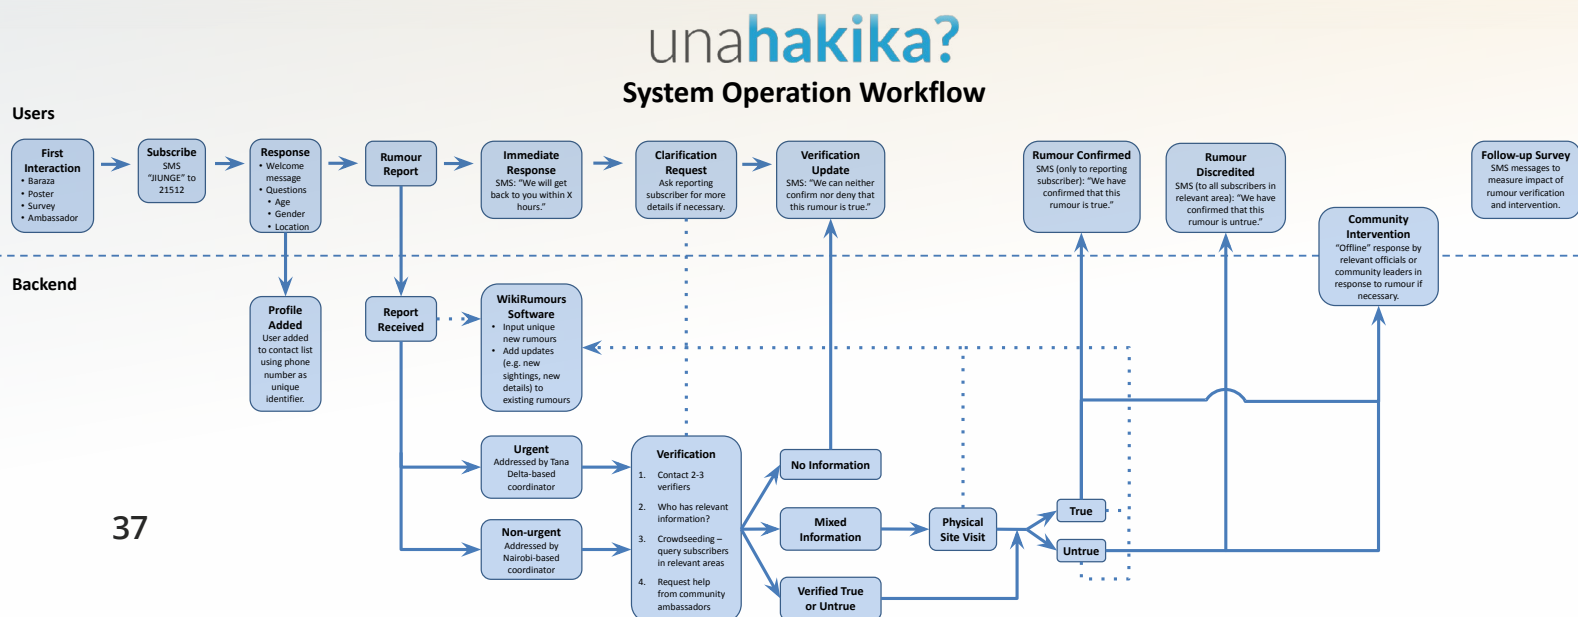 unahakika?
System Operation Workflow
Users
First
Interaction
• Baraza
• Poster
• Survey
• Ambassador
Subscribe
SMS
“JIUNGE” to
21512
Response
• Welcome
message
• Questions
• Age
• Gender
• Location
Rumour
Report
Immediate
Response
SMS: “We will get
back to you within X
hours.”
Clarification
Request
Ask reporting
subscriber for more
details if necessary.
Verification
Update
SMS: “We can neither
confirm nor deny that
this rumour is true.”
Rumour Confirmed
SMS (only to reporting
subscriber): “We have
confirmed that this
rumour is true.”
Rumour
Discredited
SMS (to all subscribers in
relevant area): “We have
confirmed that this
rumour is untrue.”
Community
Intervention
“Offline” response by
relevant officials or
community leaders in
response to rumour if
necessary.
Follow-up Survey
SMS messages to
measure impact of
rumour verification
and intervention.
Backend
Profile
Added
User added
to contact list
using phone
number as
unique
identifier.
Report
Received
WikiRumours
Software
• Input unique
new rumours
• Add updates
(e.g. new
sightings, new
details) to
existing rumours
Urgent
Addressed by Tana
Delta-based
coordinator
Non-urgent
Addressed by
Nairobi-based
coordinator
Verification
1. Contact 2-3
verifiers
2. Who has relevant
information?
3. Crowdseeding –
query subscribers
in relevant areas
4. Request help
from community
ambassadors
No Information
Mixed
Information
Verified True
or Untrue
Physical
Site Visit
True
Untrue
37